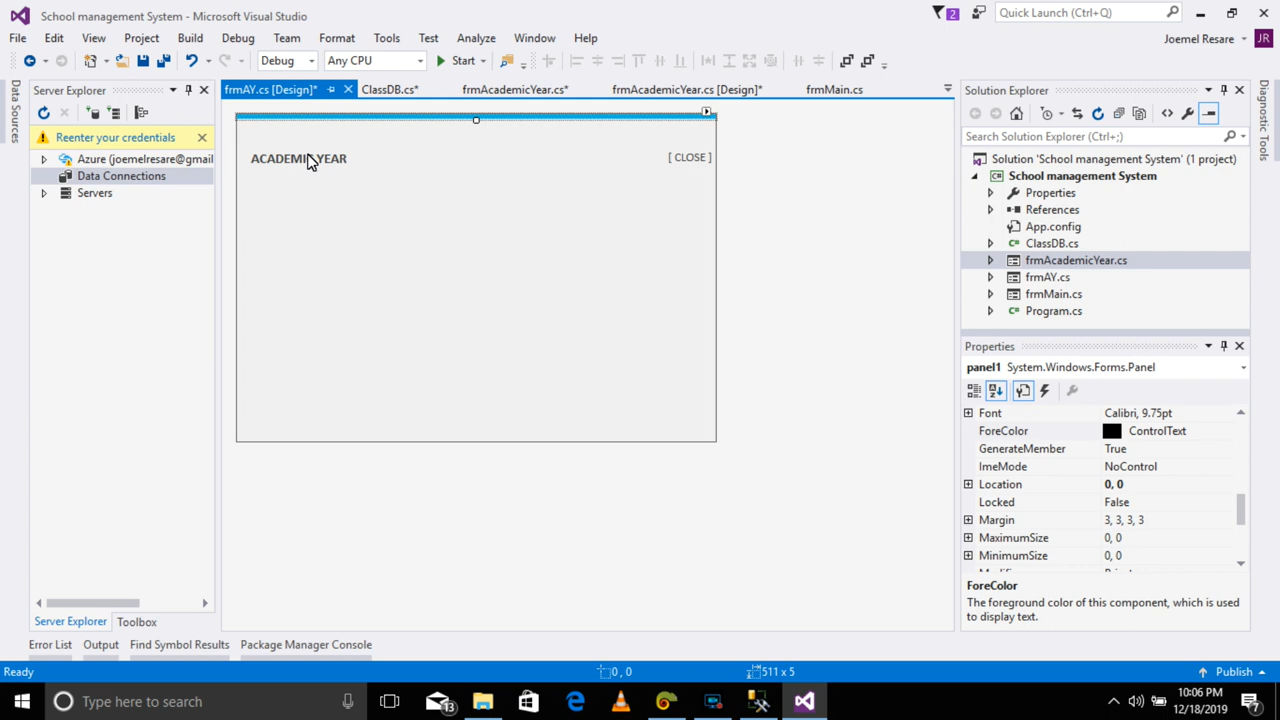 School management System - Microsoft Visual Studio
2
Quick Launch (Ctrl+Q)
File Edit View Project Build Debug Team Format Tools Test Analyze Window Help
Joemel Resare JR
Debug Any CPU Start
Data Sources
Server Explorer
Reenter your credentials
Azure (joemelresare@gmail
Data Connections
Servers
Server Explorer Toolbox
frmAY.cs [Design]* ClassDB.cs* frmAcademicYear.cs* frmAcademicYear.cs [Design]* frmMain.cs
ACADEMIC YEAR
[ CLOSE ]
Solution Explorer
Search Solution Explorer (Ctrl+;)
Solution 'School management System' (1 project)
School management System
Properties
References
App.config
ClassDB.cs
frmAcademicYear.cs
frmAY.cs
frmMain.cs
Program.cs
Diagnostic Tools
Properties
panel1 System.Windows.Forms.Panel
Font Calibri, 9.75pt
ForeColor ControlText
GenerateMember True
ImeMode NoControl
Location 0, 0
Locked False
Margin 3, 3, 3, 3
MaximumSize 0, 0
MinimumSize 0, 0
ForeColor
The foreground color of this component, which is used
to display text.
Error List Output Find Symbol Results Package Manager Console
Ready
0 , 0
511 x 5
Publish
Type here to search
13
10:06 PM
12/18/2019
7